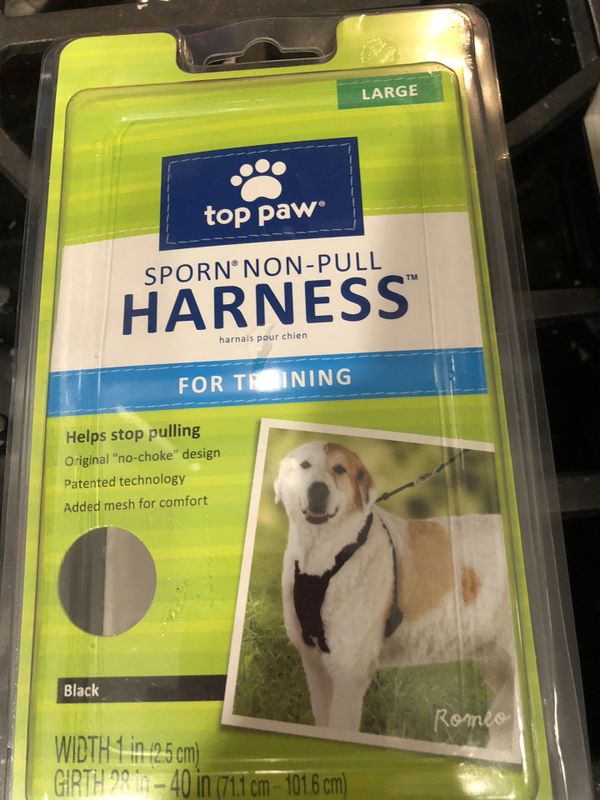 LARGE
top paw®
SPORN® NON-PULL
HARNESS™
harnais pour chien
FOR TRAINING
Helps stop pulling
Original "no-choke" design
Patented technology
Added mesh for comfort
Black
Romeo
WIDTH 1 in (2.5 cm)
GIRTH 28 in – 40 in (71.1 cm – 101.6 cm)